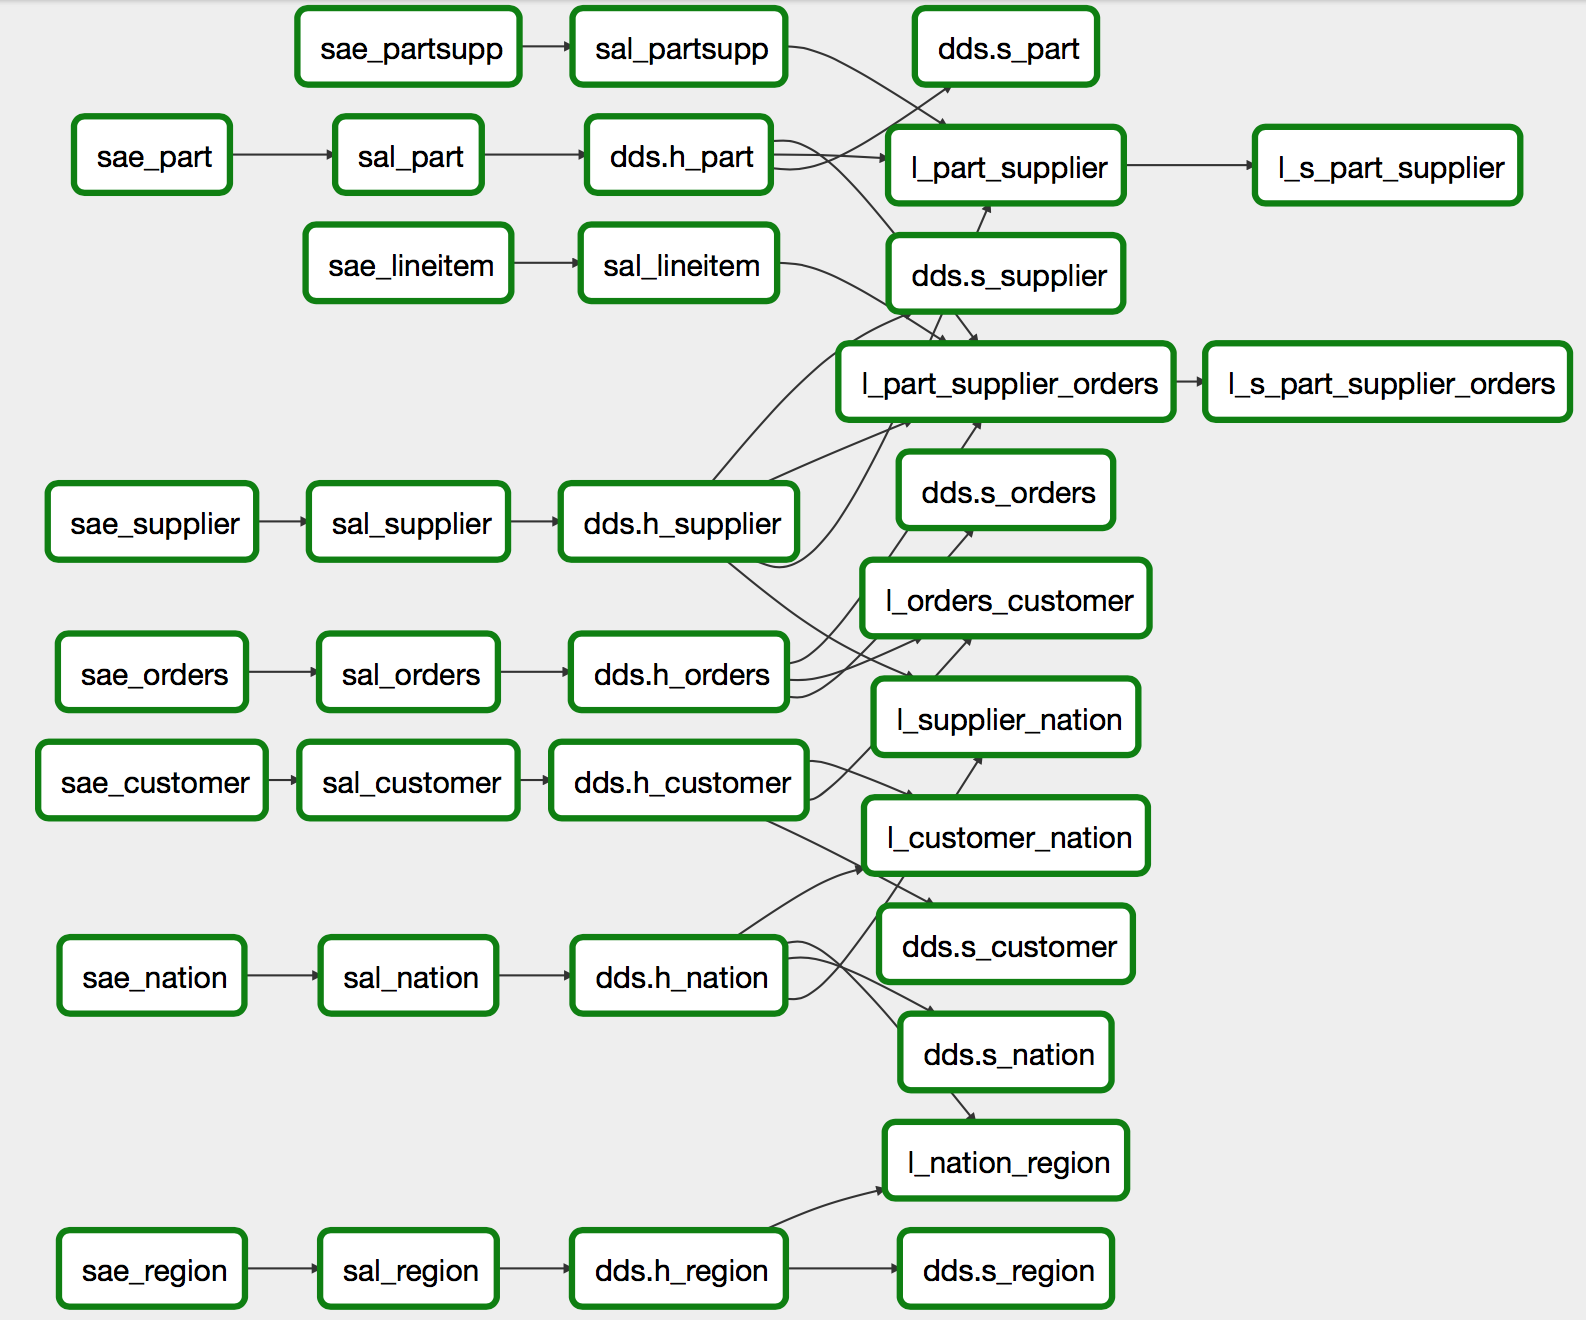 sae_partsupp
sal_partsupp
dds.s_part
sae_part
sal_part
dds.h_part
l_part_supplier
l_s_part_supplier
sae_lineitem
sal_lineitem
dds.s_supplier
l_part_supplier_orders
l_s_part_supplier_orders
dds.s_orders
sae_supplier
sal_supplier
dds.h_supplier
l_orders_customer
sae_orders
sal_orders
dds.h_orders
l_supplier_nation
sae_customer
sal_customer
dds.h_customer
l_customer_nation
dds.s_customer
sae_nation
sal_nation
dds.h_nation
dds.s_nation
l_nation_region
sae_region
sal_region
dds.h_region
dds.s_region